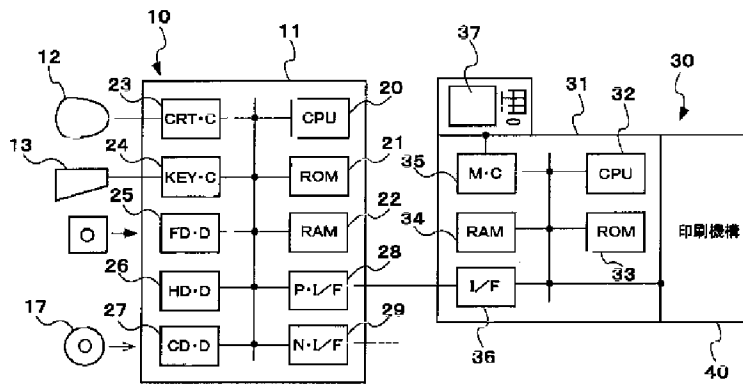 10
11
12
23
CRT・C
CPU
20
13
24
KEY・C
ROM
21
25
FD・D
RAM
22
26
HD・D
P・I/F
28
17
27
CD・D
N・I/F
29
37
30
31
32
35
M・C
CPU
34
RAM
ROM
33
I/F
36
印刷機構
40